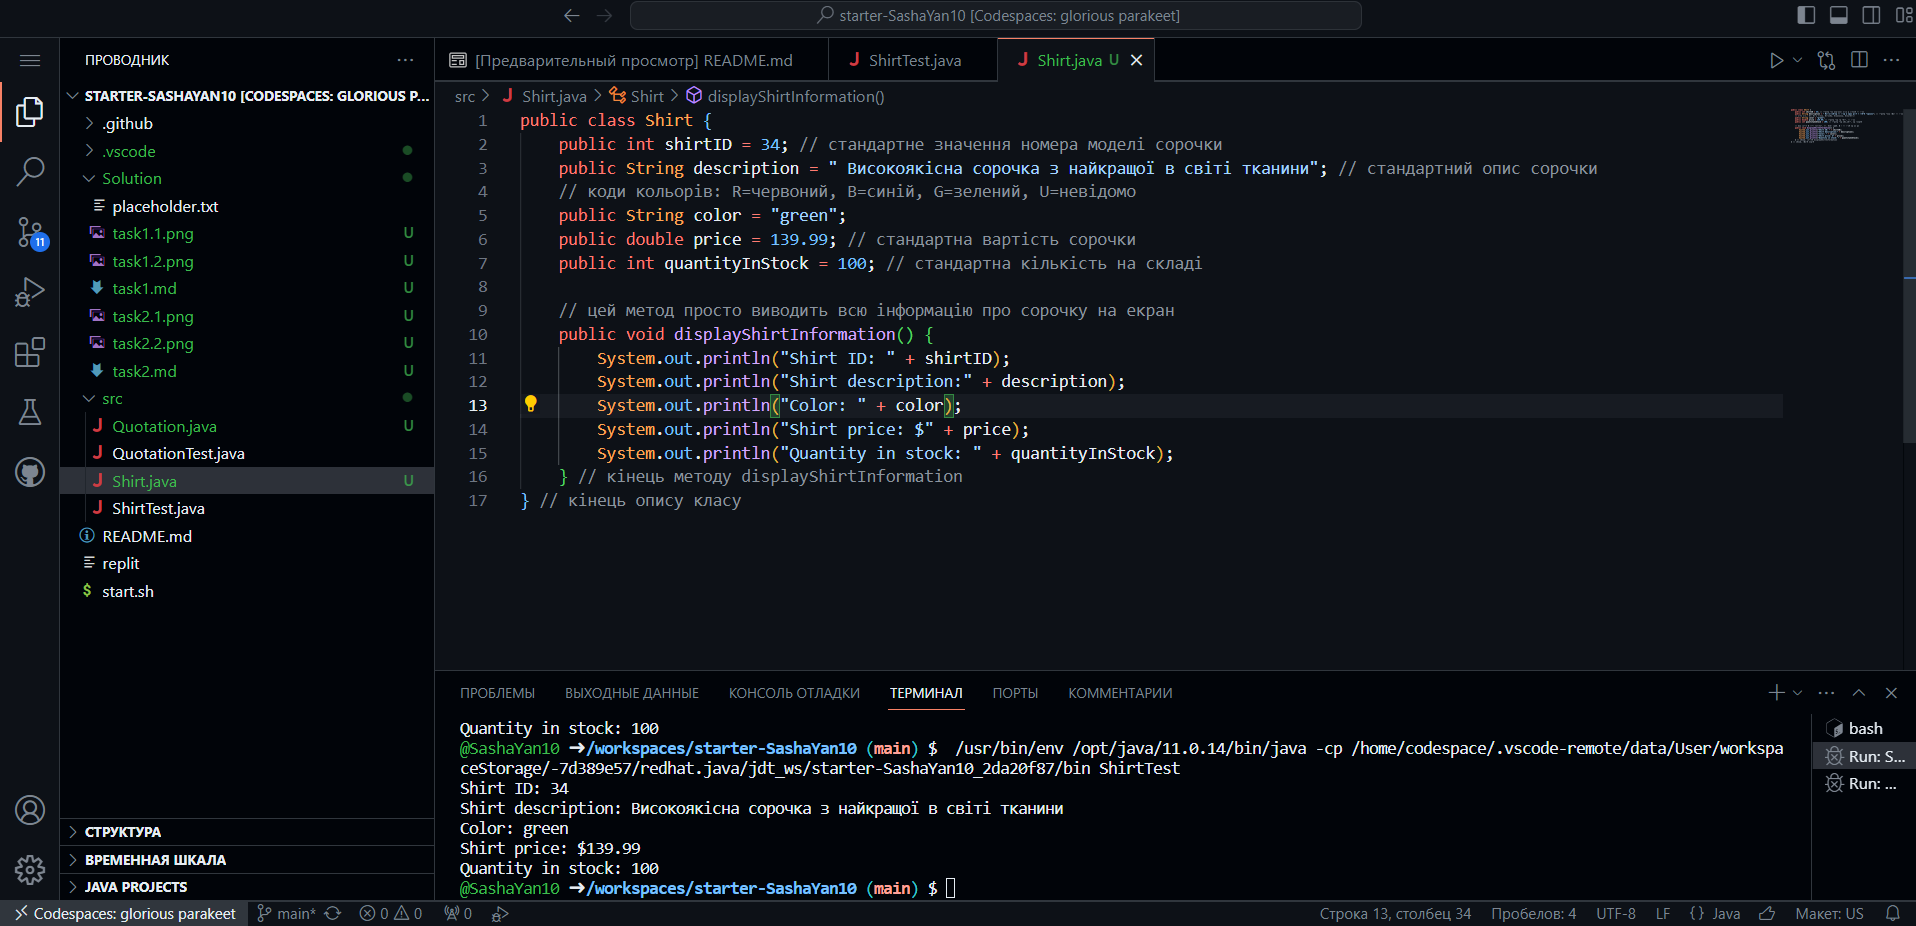 starter-SashaYan10 [Codespaces: glorious parakeet]
ПРОВОДНИК
STARTER-SASHAYAN10 [CODESPACES: GLORIOUS P...
.github
.vscode
Solution
placeholder.txt
task1.1.png U
task1.2.png U
task1.md U
task2.1.png U
task2.2.png U
task2.md U
src
Quotation.java U
QuotationTest.java
Shirt.java U
ShirtTest.java
README.md
replit
$ start.sh
11
СТРУКТУРА
ВРЕМЕННАЯ ШКАЛА
JAVA PROJECTS
[Предварительный просмотр] README.md
J ShirtTest.java
J Shirt.java U
src > J Shirt.java > Shirt > displayShirtInformation()
1 public class Shirt {
2 public int shirtID = 34; // стандартне значення номера моделі сорочки
3 public String description = " Високоякісна сорочка з найкращої в світі тканини"; // стандартний опис сорочки
4 // коди кольорів: R=червоний, B=синій, G=зелений, U=невідомо
5 public String color = "green";
6 public double price = 139.99; // стандартна вартість сорочки
7 public int quantityInStock = 100; // стандартна кількість на складі
8
9 // цей метод просто виводить всю інформацію про сорочку на екран
10 public void displayShirtInformation() {
11 System.out.println("Shirt ID: " + shirtID);
12 System.out.println("Shirt description:" + description);
13 System.out.println("Color: " + color);
14 System.out.println("Shirt price: $" + price);
15 System.out.println("Quantity in stock: " + quantityInStock);
16 } // кінець методу displayShirtInformation
17 } // кінець опису класу
ПРОБЛЕМЫ ВЫХОДНЫЕ ДАННЫЕ КОНСОЛЬ ОТЛАДКИ ТЕРМИНАЛ ПОРТЫ КОММЕНТАРИИ
Quantity in stock: 100
@SashaYan10 ➜/workspaces/starter-SashaYan10 (main) $ /usr/bin/env /opt/java/11.0.14/bin/java -cp /home/codespace/.vscode-remote/data/User/workspa
ceStorage/-7d389e57/redhat.java/jdt_ws/starter-SashaYan10_2da20f87/bin ShirtTest
Shirt ID: 34
Shirt description: Високоякісна сорочка з найкращої в світі тканини
Color: green
Shirt price: $139.99
Quantity in stock: 100
@SashaYan10 ➜/workspaces/starter-SashaYan10 (main) $
bash
Run: S...
Run: ...
Codespaces: glorious parakeet main* 0 0 0 Строка 13, столбец 34 Пробелов: 4 UTF-8 LF {} Java Макет: US